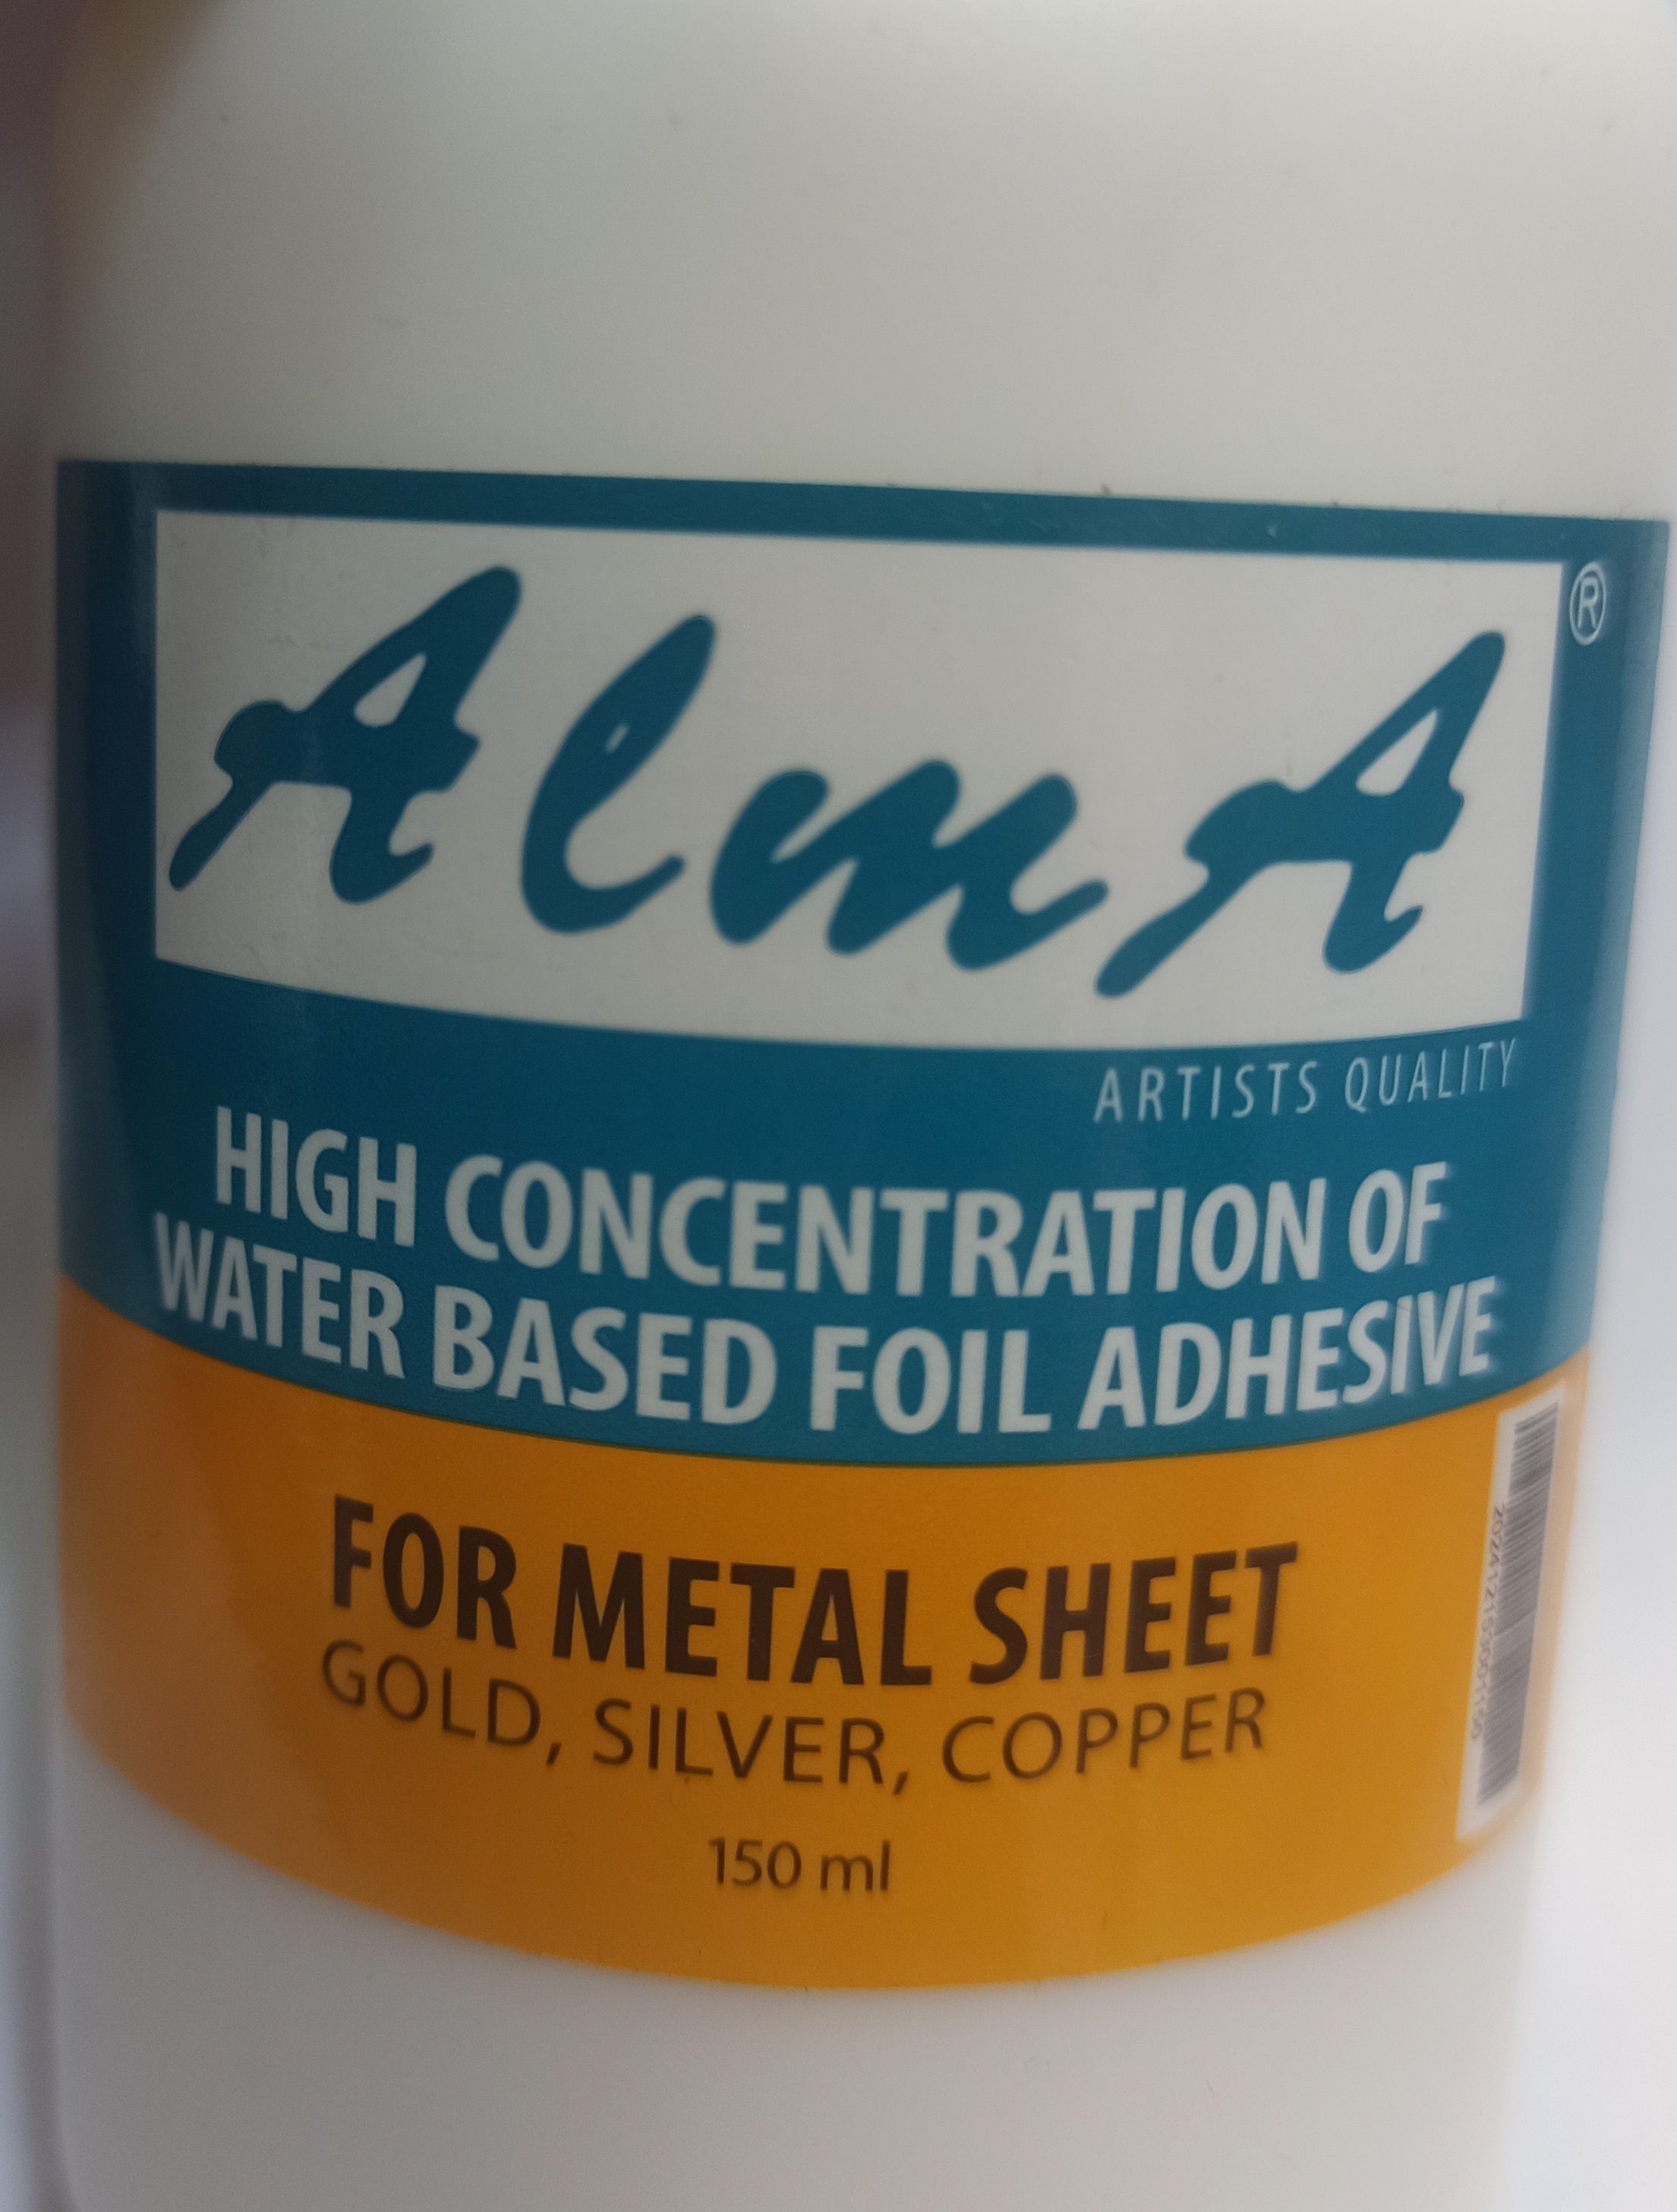 AlmA ®
ARTISTS QUALITY
HIGH CONCENTRATION OF
WATER BASED FOIL ADHESIVE
FOR METAL SHEET
GOLD, SILVER, COPPER
150 ml